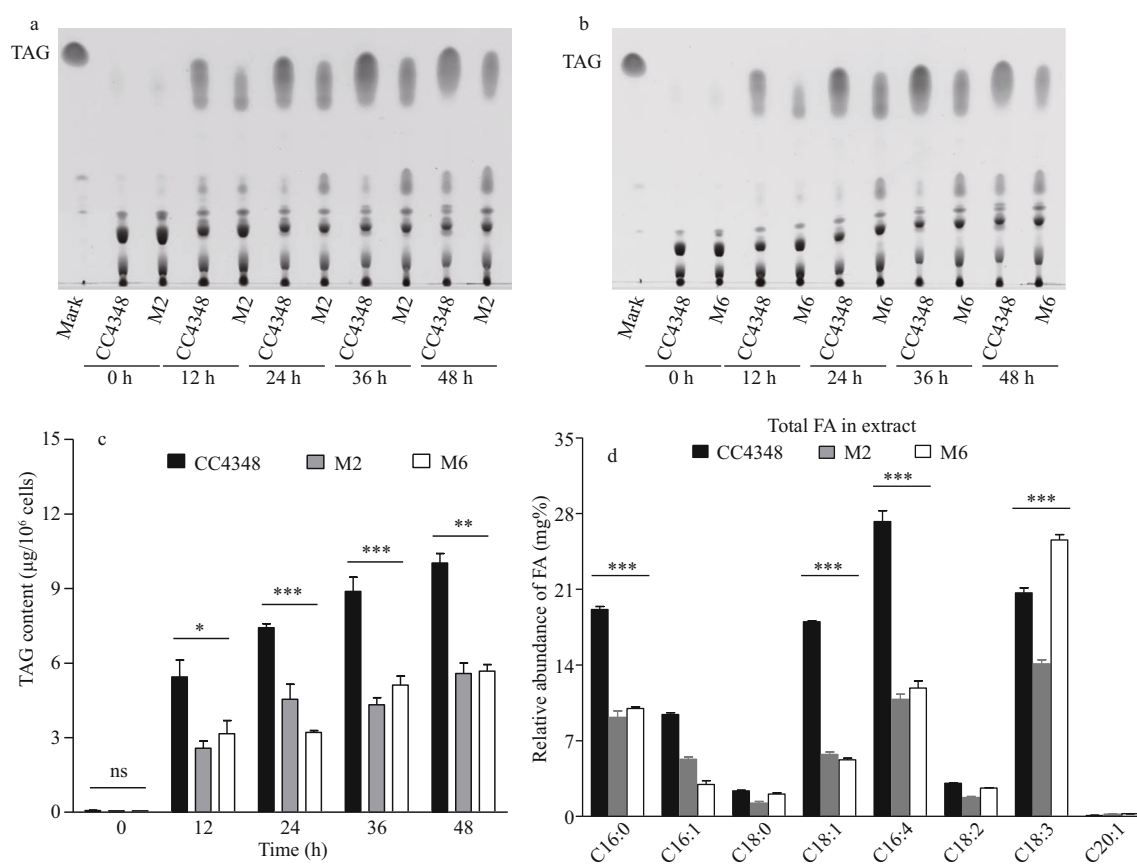 a
TAG
Mark
CC4348
M2
CC4348
M2
CC4348
M2
CC4348
M2
CC4348
M2
0 h
12 h
24 h
36 h
48 h
b
TAG
Mark
CC4348
M6
CC4348
M6
CC4348
M6
CC4348
M6
CC4348
M6
0 h
12 h
24 h
36 h
48 h
c
CC4348
M2
M6
TAG content (µg/10⁶ cells)
15
12
9
6
3
0
ns
*
***
***
**
0
12
24
36
48
Time (h)
Total FA in extract
d
CC4348
M2
M6
Relative abundance of FA (mg%)
35
28
21
14
7
0
***
***
***
***
C16:0
C16:1
C18:0
C18:1
C16:4
C18:2
C18:3
C20:1